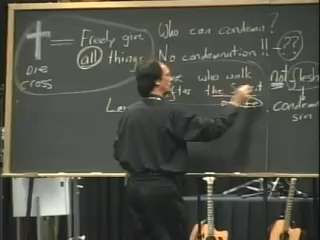 = Freely give
all things
ONE
CROSS
Who can condemn?
No condemnation!! - ??
who walk
after the Spirit
not flesh
condemn
sin